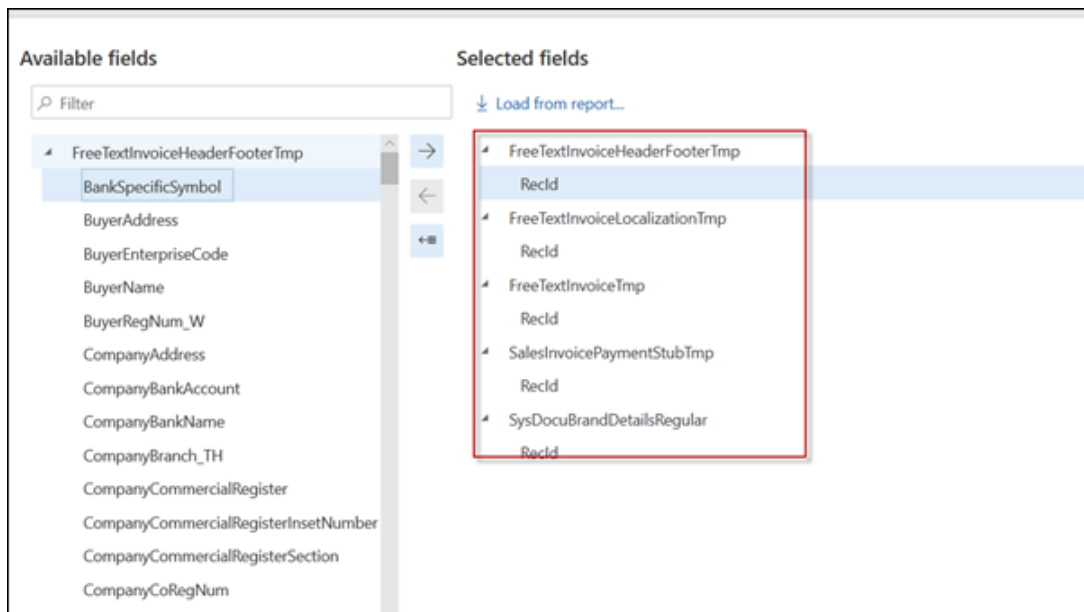 Available fields
Filter
FreeTextInvoiceHeaderFooterTmp
BankSpecificSymbol
BuyerAddress
BuyerEnterpriseCode
BuyerName
BuyerRegNum_W
CompanyAddress
CompanyBankAccount
CompanyBankName
CompanyBranch_TH
CompanyCommercialRegister
CompanyCommercialRegisterInsetNumber
CompanyCommercialRegisterSection
CompanyCoRegNum
Selected fields
Load from report...
FreeTextInvoiceHeaderFooterTmp
RecId
FreeTextInvoiceLocalizationTmp
RecId
FreeTextInvoiceTmp
RecId
SalesInvoicePaymentStubTmp
RecId
SysDocuBrandDetailsRegular
RecId